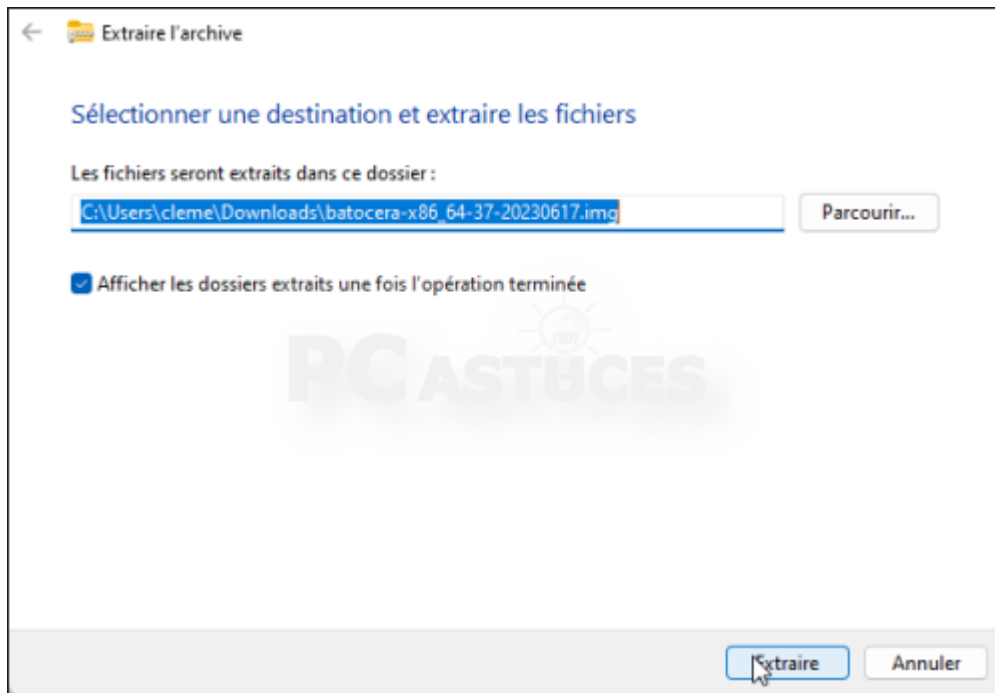 Extraire l'archive
Sélectionner une destination et extraire les fichiers
Les fichiers seront extraits dans ce dossier :
C:\Users\cleme\Downloads\batocera-x86_64-37-20230617.img
Parcourir...
Afficher les dossiers extraits une fois l'opération terminée
PC ASTUCES
Extraire
Annuler